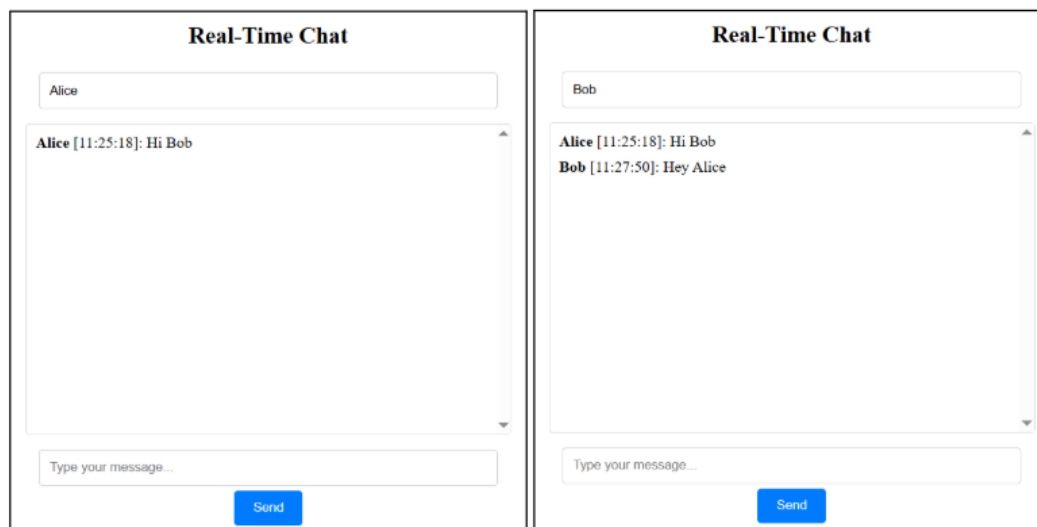 Real-Time Chat
Alice
Alice [11:25:18]: Hi Bob
Type your message...
Send
Real-Time Chat
Bob
Alice [11:25:18]: Hi Bob
Bob [11:27:50]: Hey Alice
Type your message...
Send